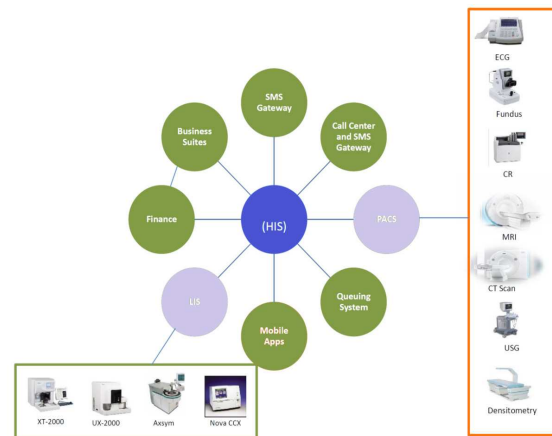 SMS
Gateway
Business
Suites
Call Center
and SMS
Gateway
Finance
(HIS)
PACS
LIS
Queuing
System
Mobile
Apps
XT-2000
UX-2000
Axsym
Nova CCX
ECG
Fundus
CR
MRI
CT Scan
USG
Densitometry